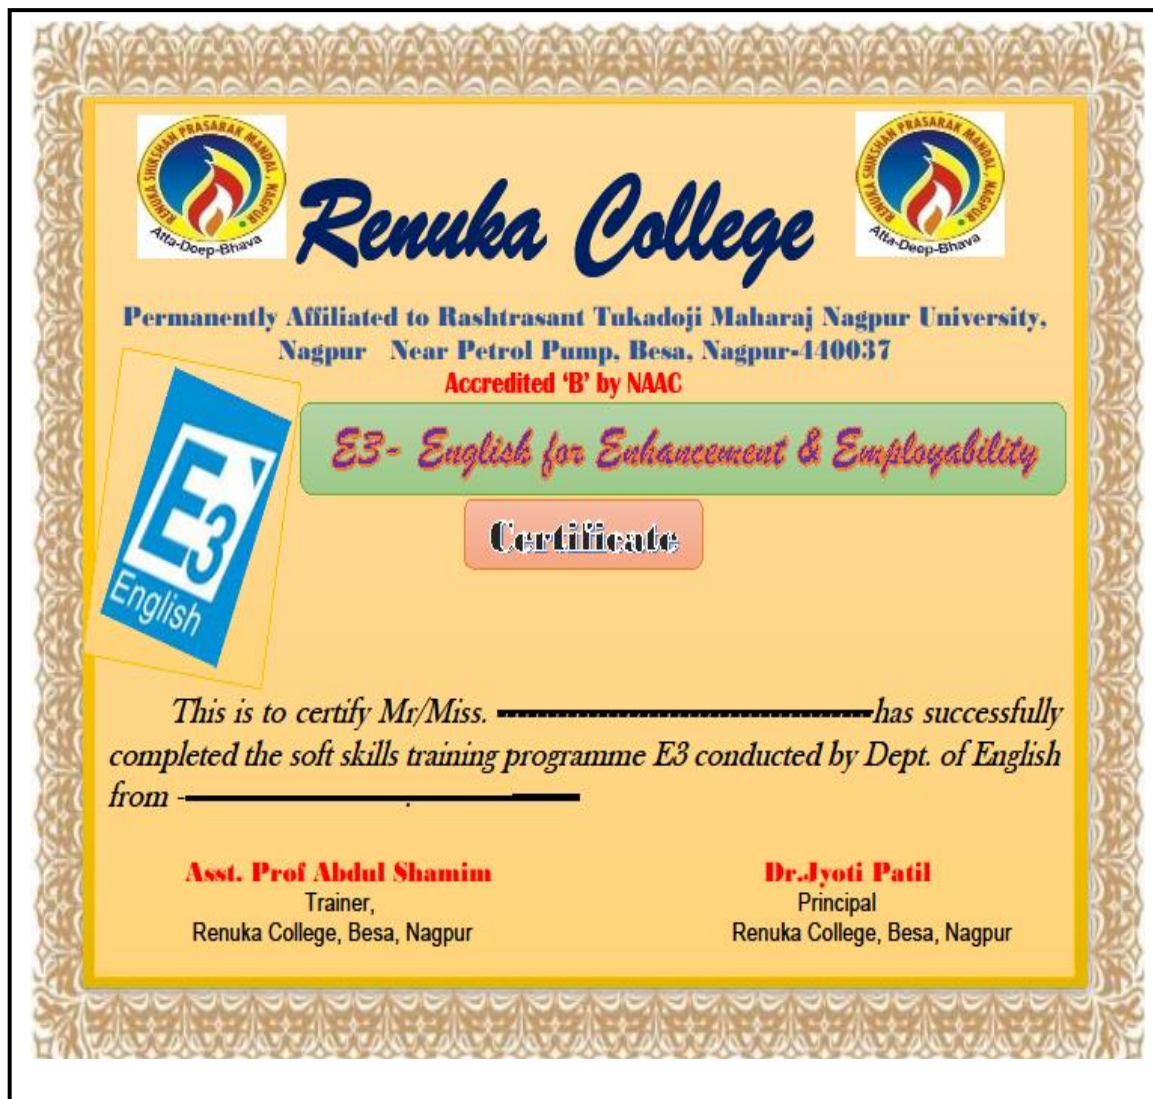 RENUKA SHIKSHAN PRASARAK MANDAL, NAGPUR
Atta-Deep-Bhava
RENUKA SHIKSHAN PRASARAK MANDAL, NAGPUR
Atta-Deep-Bhava
Renuka College
Permanently Affiliated to Rashtrasant Tukadoji Maharaj Nagpur University,
Nagpur Near Petrol Pump, Besa, Nagpur-440037
Accredited ‘B’ by NAAC
E3- English for Enhancement & Employability
E3
English
Certificate
This is to certify Mr/Miss. has successfully
completed the soft skills training programme E3 conducted by Dept. of English
from -
Asst. Prof Abdul Shamim
Dr.Jyoti Patil
Trainer,
Principal
Renuka College, Besa, Nagpur
Renuka College, Besa, Nagpur